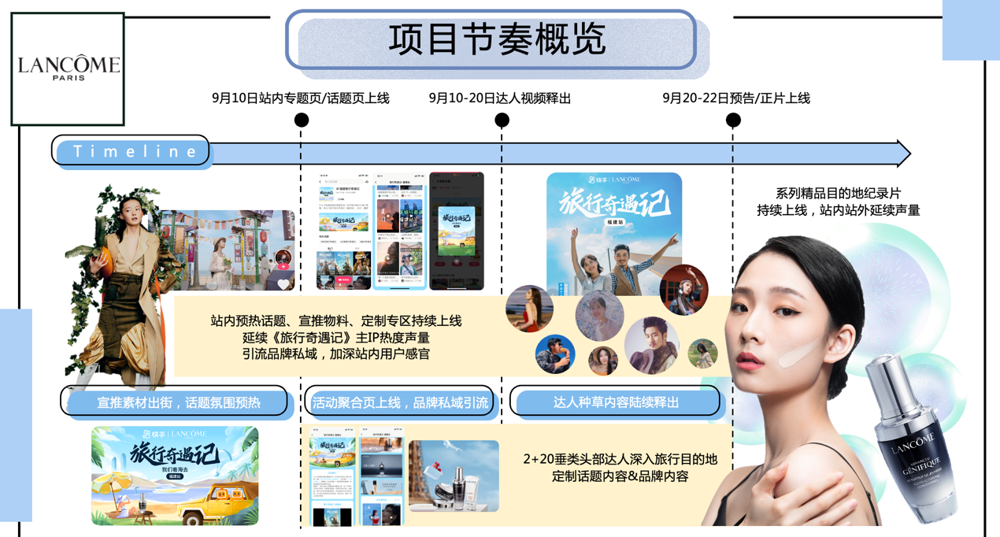 项目节奏概览
LANCÔME
PARIS
9月10日站内专题页/话题页上线
9月10-20日达人视频释出
9月20-22日预告/正片上线
Timeline
快手 | LANCÔME
旅行奇遇记
福建站
系列精品目的地纪录片
持续上线，站内站外延续声量
站内预热话题、宣推物料、定制专区持续上线
延续《旅行奇遇记》主IP热度声量
引流品牌私域，加深站内用户感官
宣推素材出街，话题氛围预热
活动聚合页上线，品牌私域引流
达人种草内容陆续释出
快手 | LANCÔME
旅行奇遇记
我们看海去
福建站
2+20垂类头部达人深入旅行目的地
定制话题内容&品牌内容
LANCÔME
ADVANCED
GÉNIFIQUE